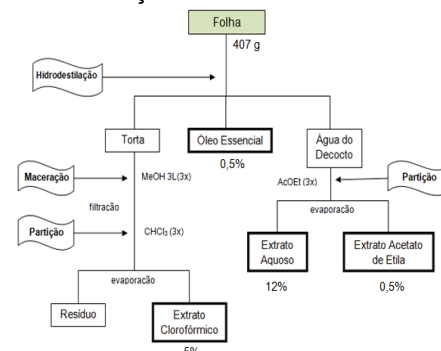 Folha
407 g
Hidrodestilação
Torta
Óleo Essencial
0,5%
Água do
Decocto
Maceração
MeOH 3L(3x)
filtração
Partição
CHCl₃ (3x)
evaporação
Resíduo
Extrato
Clorofórmico
5%
AcOEt (3x)
Partição
evaporação
Extrato
Aquoso
12%
Extrato Acetato
de Etila
0,5%